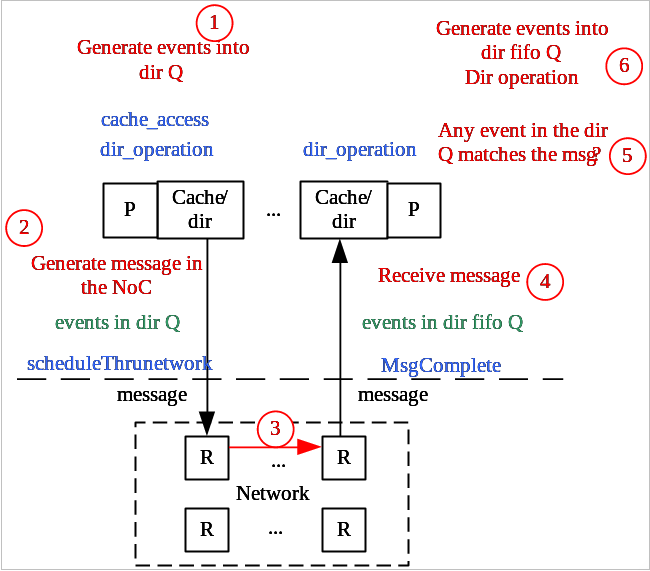 1
Generate events into
dir Q
Generate events into
dir fifo Q
Dir operation
6
cache_access
dir_operation
dir_operation
Any event in the dir
Q matches the msg?
5
P
Cache/
dir
...
Cache/
dir
P
2
Generate message in
the NoC
Receive message
4
events in dir Q
events in dir fifo Q
scheduleThrunetwork
MsgComplete
message
message
3
R
...
R
Network
R
...
R